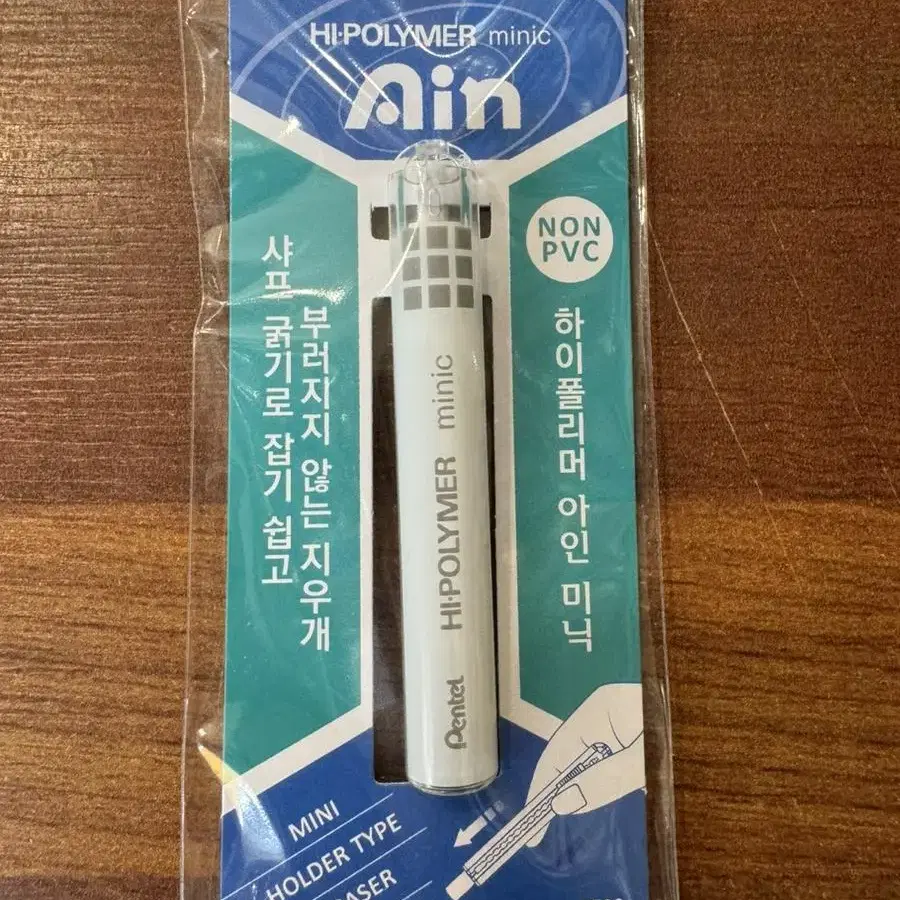 HI·POLYMER minic
Ain
NON
PVC
하이폴리머 아인 미닉
부러지지 않는 지우개
샤프 굵기로 잡기 쉽고
HI·POLYMER minic
Pentel
MINI
HOLDER TYPE